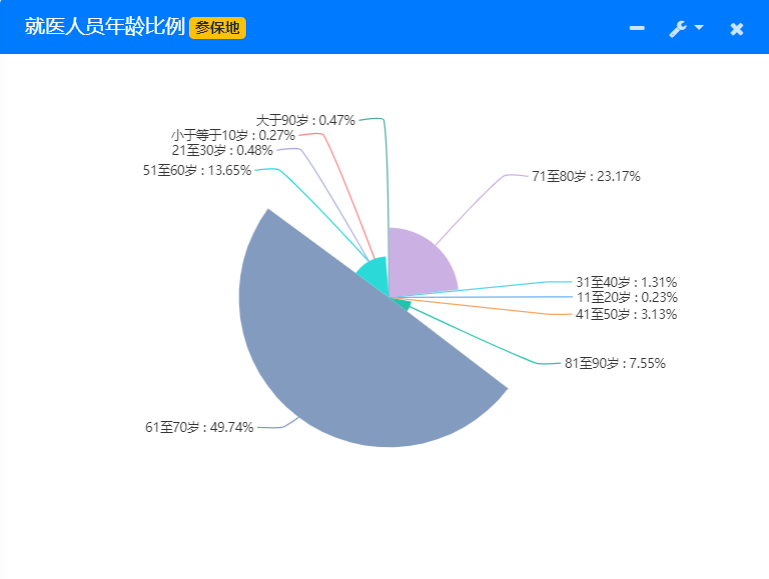 就医人员年龄比例 参保地
大于90岁 : 0.47%
小于等于10岁 : 0.27%
21至30岁 : 0.48%
51至60岁 : 13.65%
71至80岁 : 23.17%
31至40岁 : 1.31%
11至20岁 : 0.23%
41至50岁 : 3.13%
81至90岁 : 7.55%
61至70岁 : 49.74%